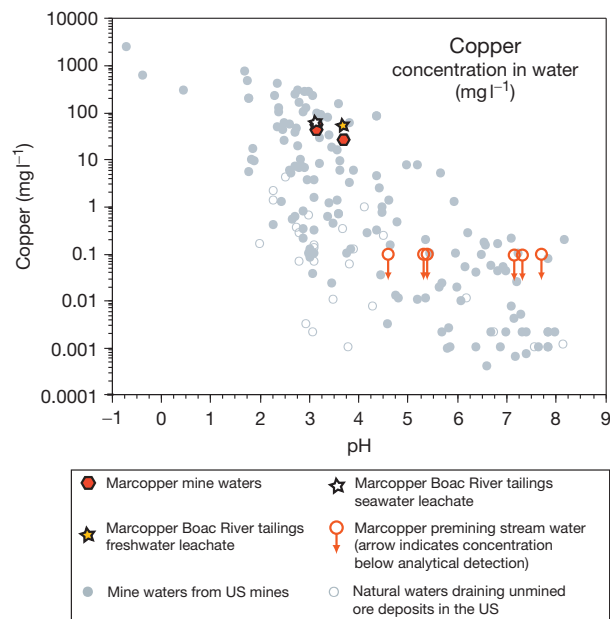 Copper
concentration in water
(mg l⁻¹)
Copper (mg l⁻¹)
10000
1000
100
10
1
0.1
0.01
0.001
0.0001
−1 0 1 2 3 4 5 6 7 8 9
pH
Marcopper mine waters
Marcopper Boac River tailings
freshwater leachate
Mine waters from US mines
Marcopper Boac River tailings
seawater leachate
Marcopper premining stream water
(arrow indicates concentration
below analytical detection)
Natural waters draining unmined
ore deposits in the US